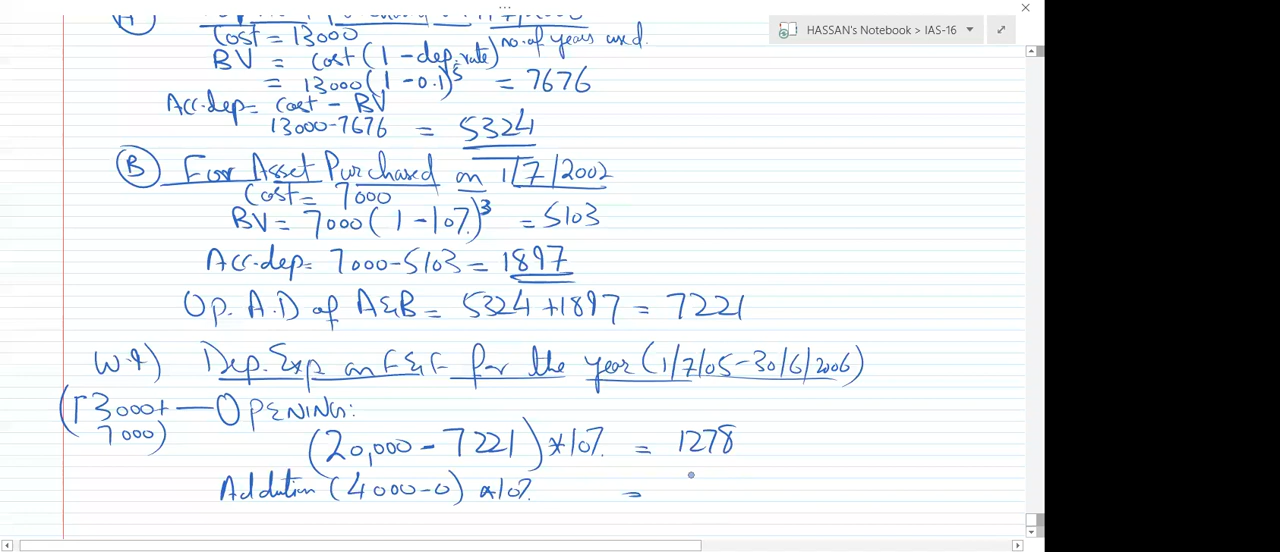 HASSAN's Notebook > IAS-16
A
Cost = 13000
no. of years used.
BV = cost (1 - dep. rate)
= 13000 (1 - 0.1)^5 = 7676
Acc. dep = cost - BV
13000 - 7676 = 5324
B For Asset Purchased on 1/7/2002
Cost = 7000
BV = 7000 (1 - 10%)^3 = 5103
Acc. dep = 7000 - 5103 = 1897
Op. A.D of A&B = 5324 + 1897 = 7221
Dep. Exp on F&F for the year (1/7/05 - 30/6/2006)
(13000+ — OPENING:
7000)
(20,000 - 7221) *10% = 1278
Addition (4000-0) *10% =